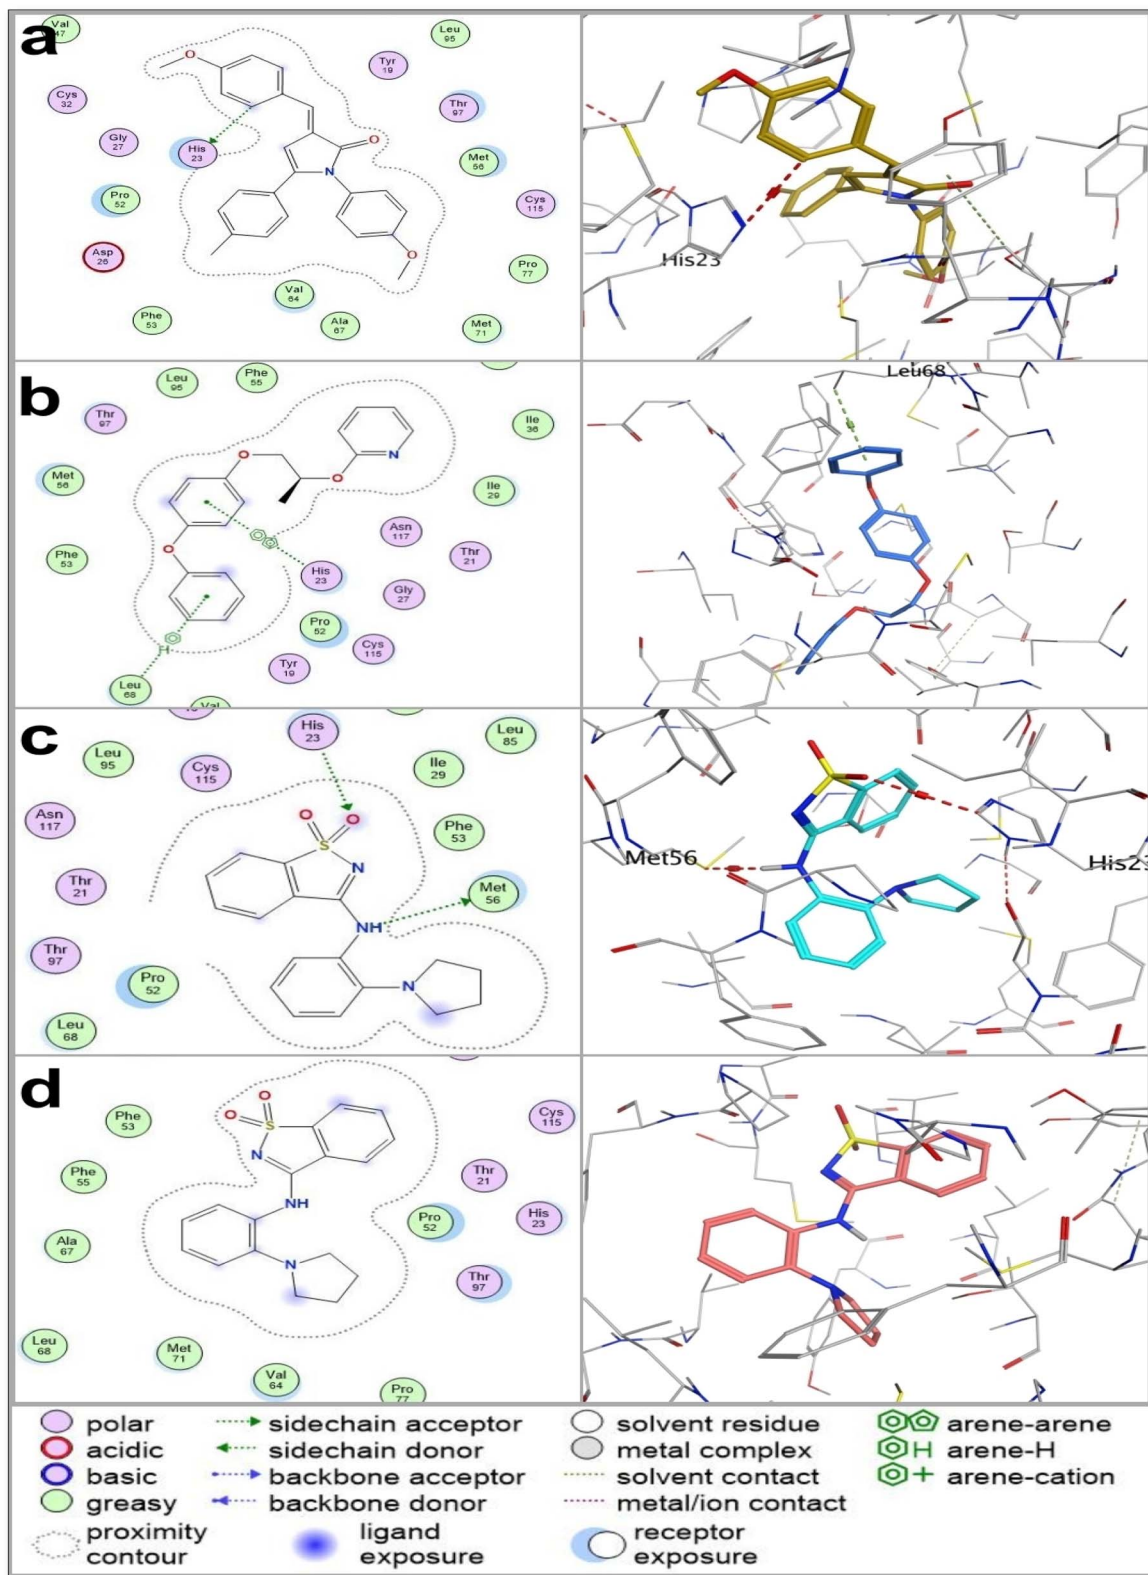 a
Val
47
Leu
95
Tyr
19
Cys
32
Thr
97
Gly
27
His
23
Met
56
Pro
52
Cys
115
Asp
26
Pro
77
Val
64
Phe
53
Ala
67
Met
71
O
O
N
O
His23
b
Leu
95
Phe
55
Thr
97
Ile
36
Met
56
Ile
29
Asn
117
Thr
21
Phe
53
His
23
Gly
27
Pro
52
Cys
115
Tyr
19
Leu
68
Val
O
N
O
O
H
Leu68
c
His
23
Leu
85
Leu
95
Cys
115
Ile
29
Asn
117
Phe
53
Thr
21
Met
56
Thr
97
Pro
52
Leu
68
O
O
S
N
NH
N
Met56
His23
d
Phe
53
Cys
115
Phe
55
Thr
21
His
23
Pro
52
Ala
67
Thr
97
Leu
68
Met
71
Val
64
Pro
77
O
O
S
N
NH
N
polar
sidechain acceptor
solvent residue
arene-arene
acidic
sidechain donor
metal complex
H
arene-H
basic
backbone acceptor
solvent contact
+
arene-cation
greasy
backbone donor
metal/ion contact
proximity
contour
ligand
exposure
receptor
exposure